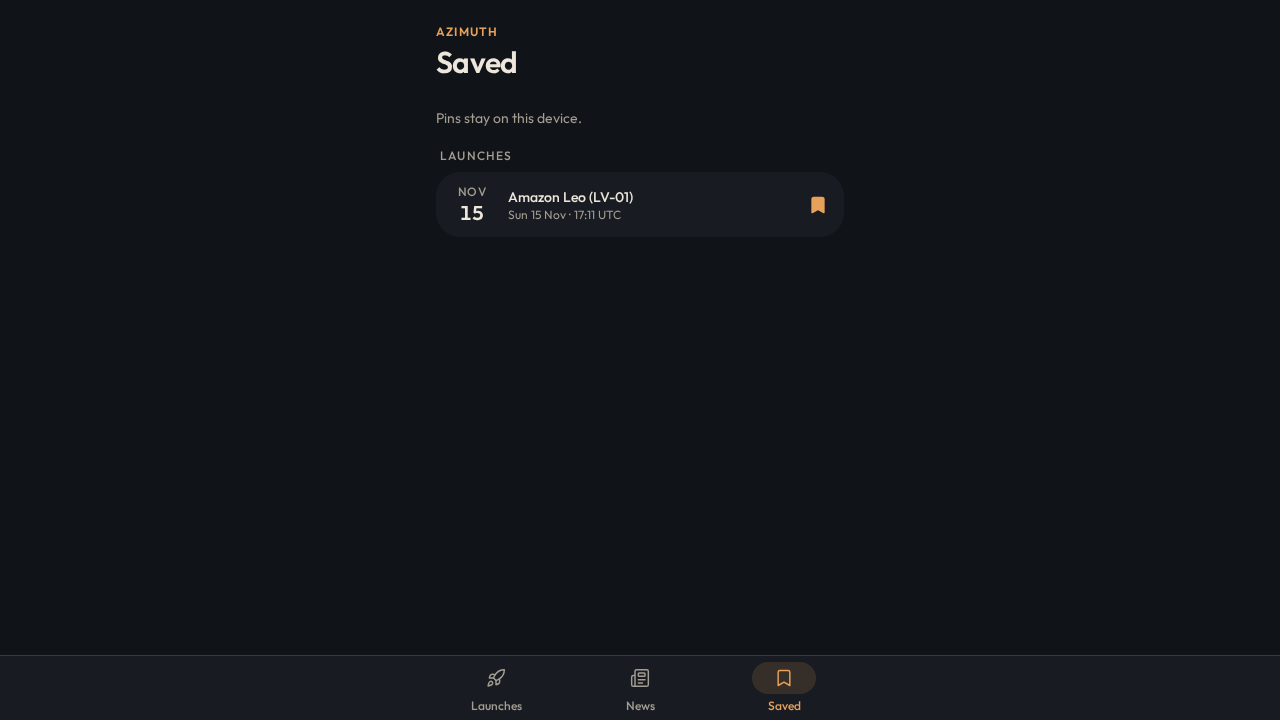 AZIMUTH
Saved
Pins stay on this device.
LAUNCHES
NOV
15
Amazon Leo (LV-01)
Sun 15 Nov · 17:11 UTC
Launches
News
Saved